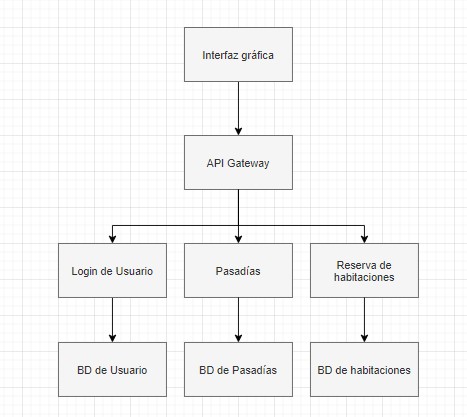 Interfaz gráfica
API Gateway
Login de Usuario
Pasadías
Reserva de
habitaciones
BD de Usuario
BD de Pasadías
BD de habitaciones